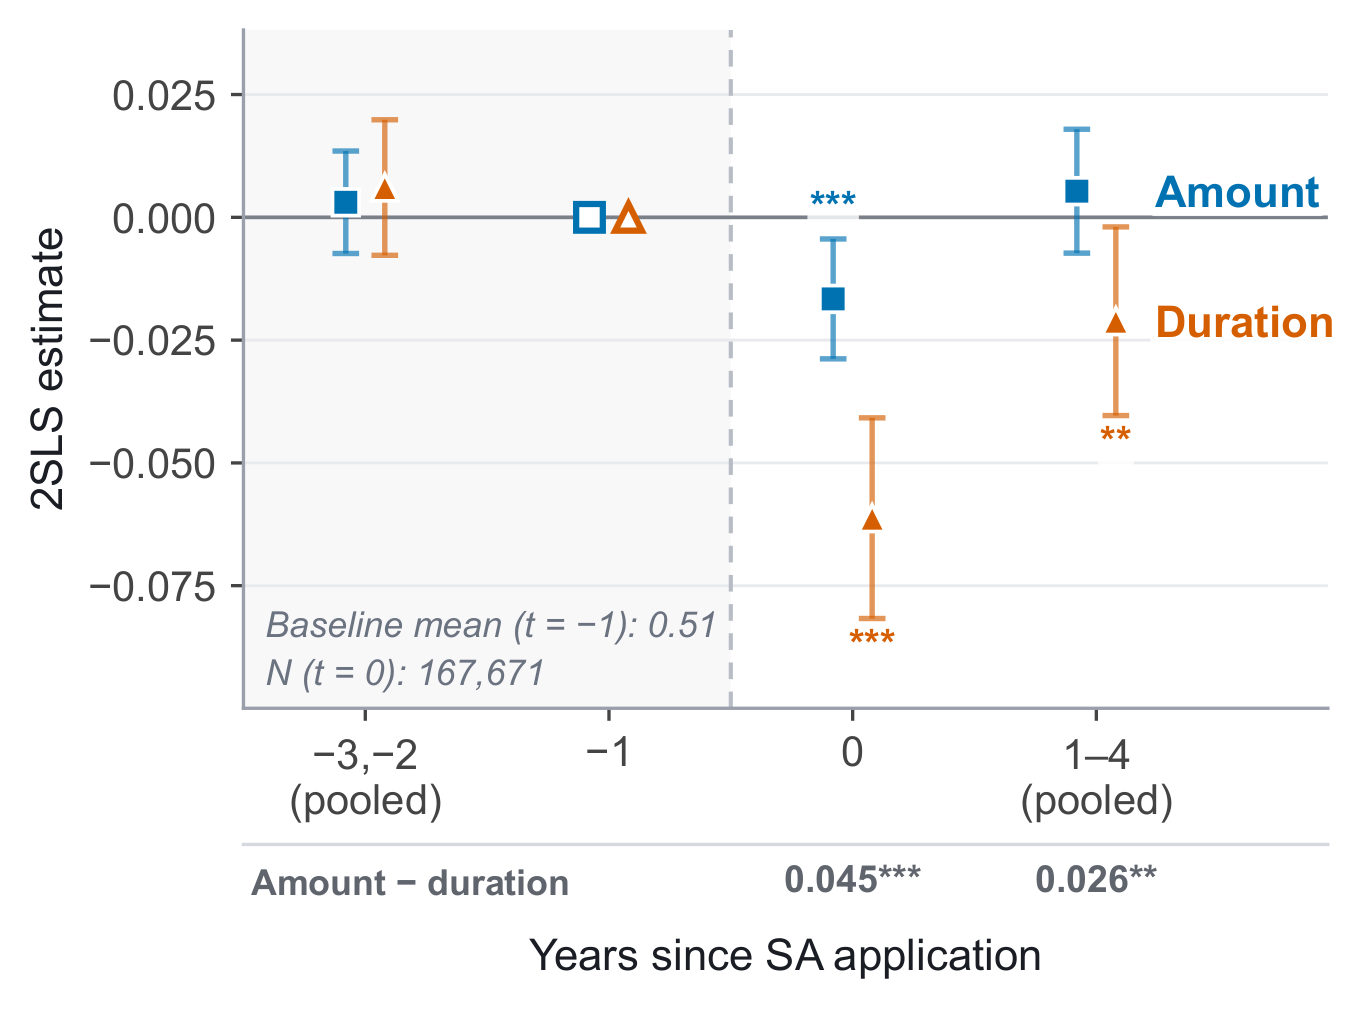 0.025
0.000
−0.025
−0.050
−0.075
2SLS estimate
***
Amount
Duration
**
***
Baseline mean (t = −1): 0.51
N (t = 0): 167,671
−3,−2 −1 0 1–4
(pooled) (pooled)
Amount − duration 0.045*** 0.026**
Years since SA application